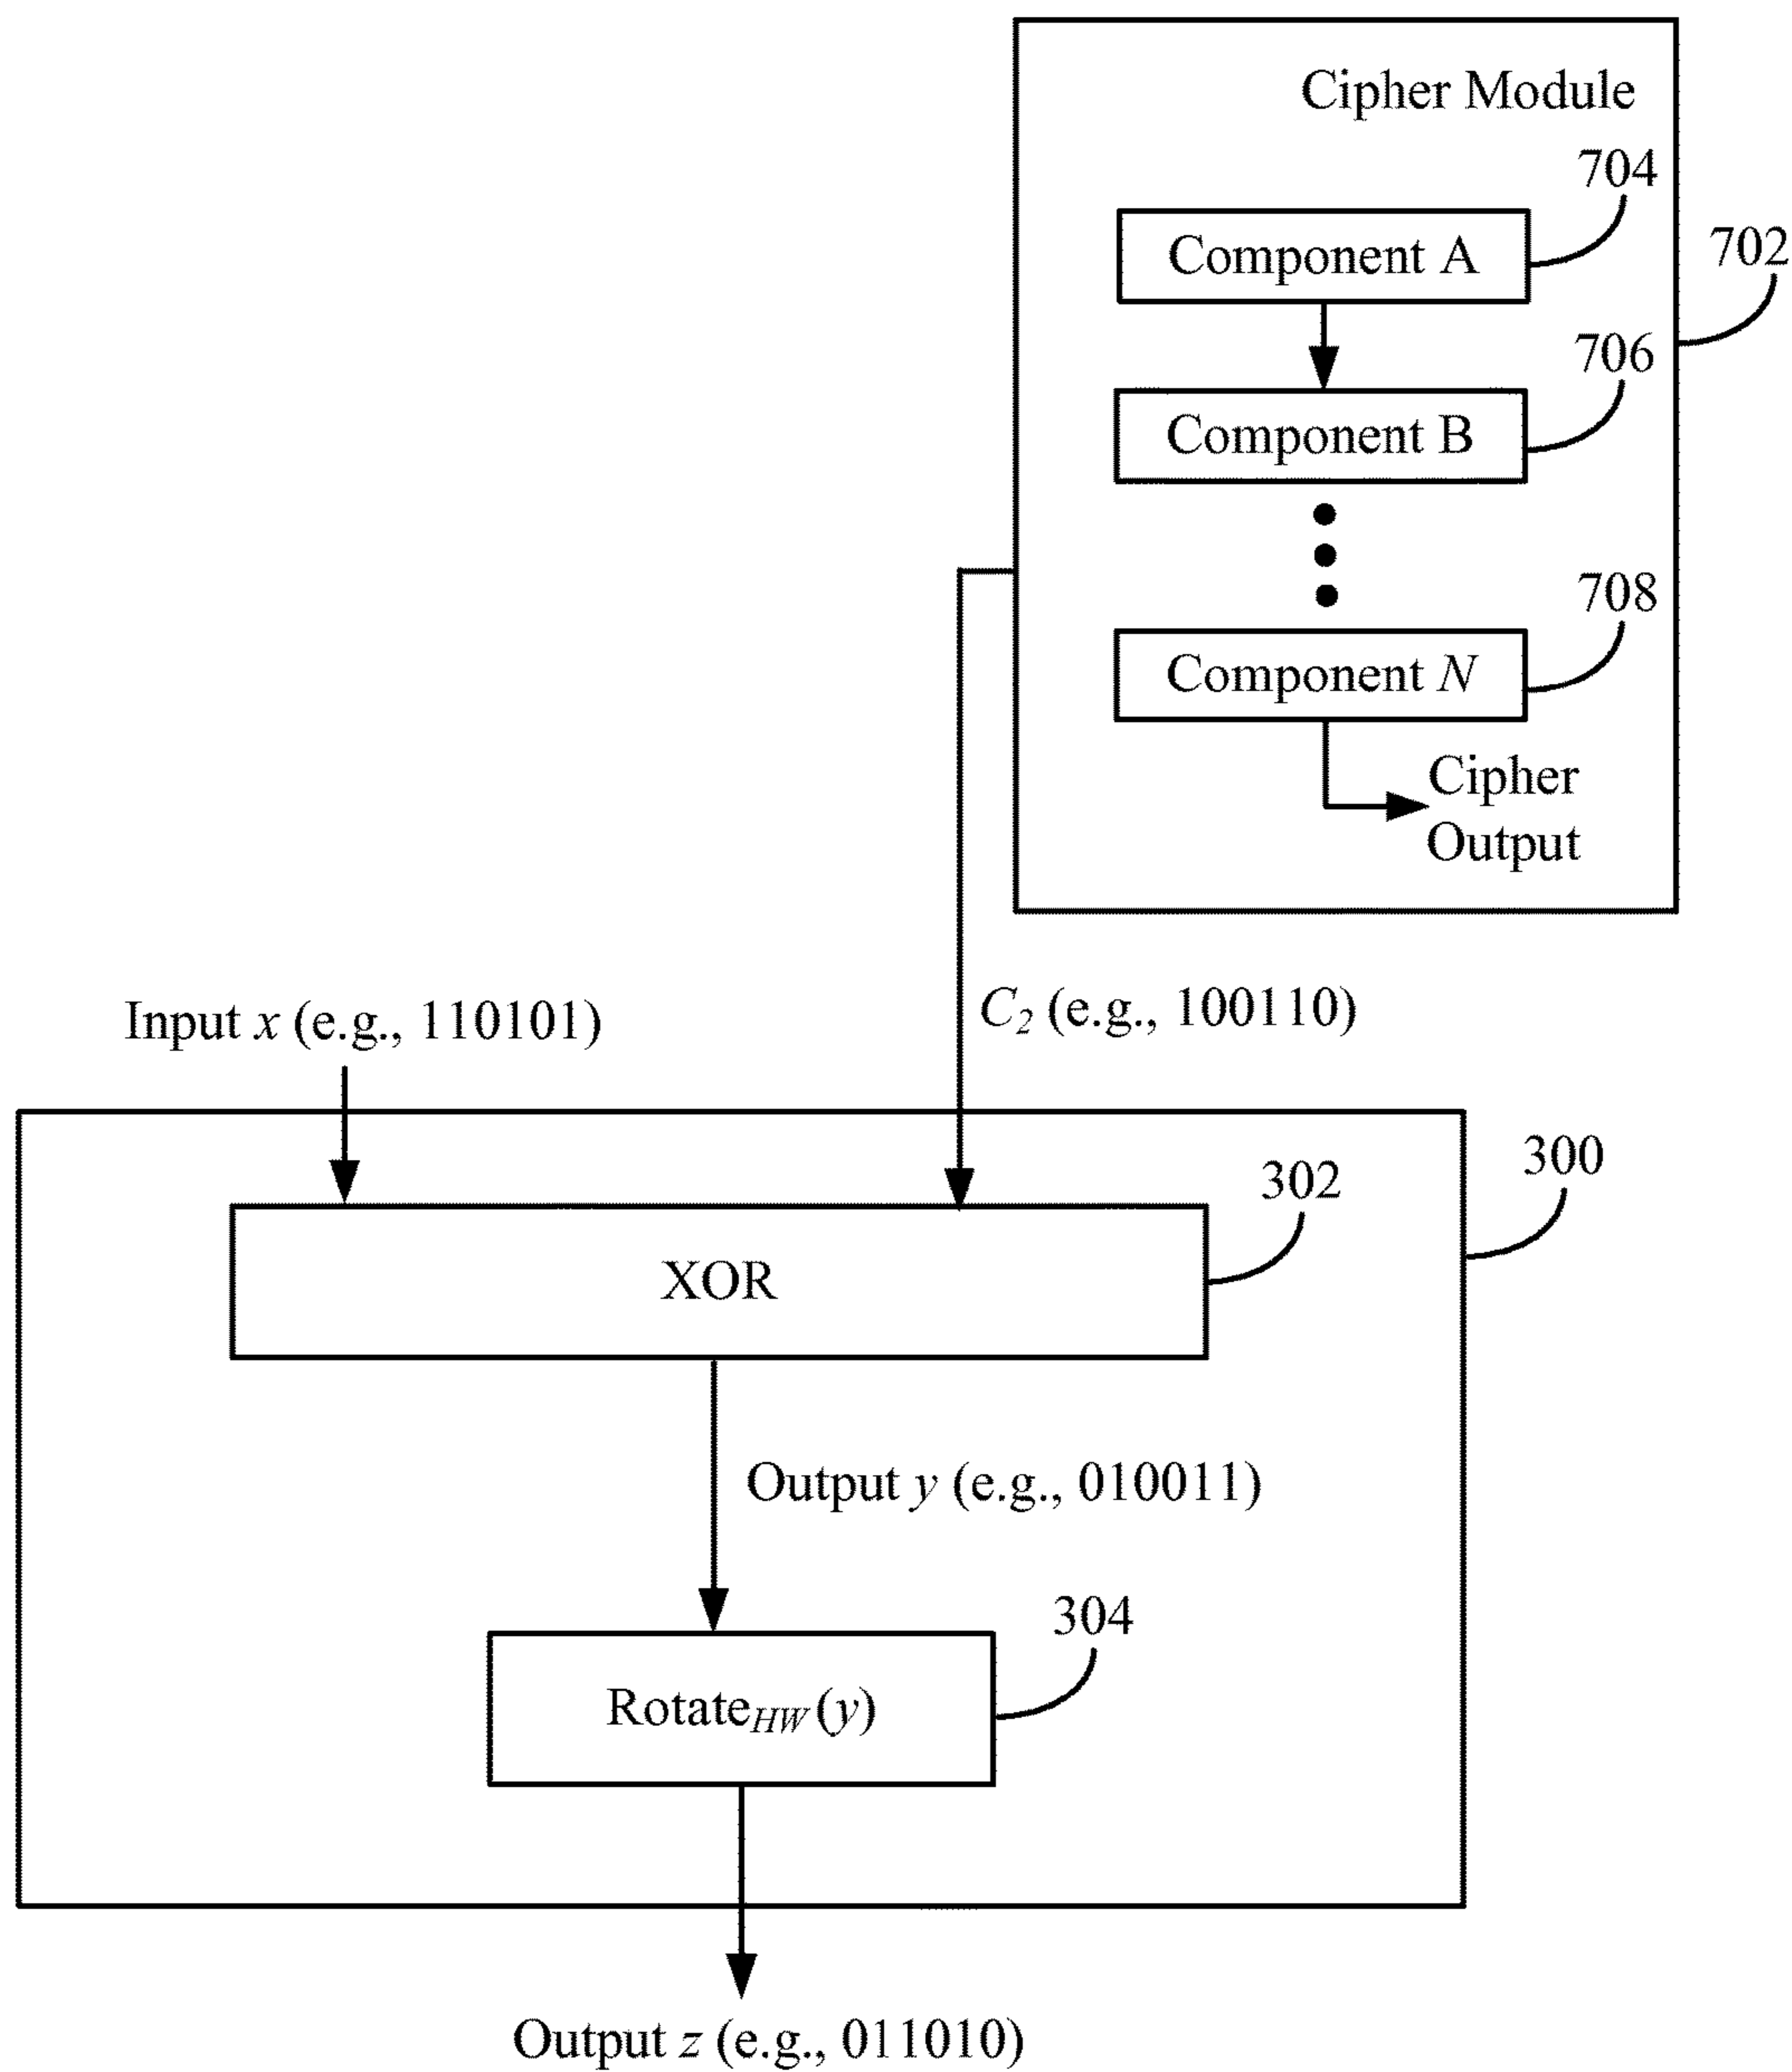 Cipher Module
704
Component A
702
706
Component B
708
Component N
Cipher
Output
Input x (e.g., 110101)
C2 (e.g., 100110)
300
302
XOR
Output y (e.g., 010011)
304
RotateHW(y)
Output z (e.g., 011010)